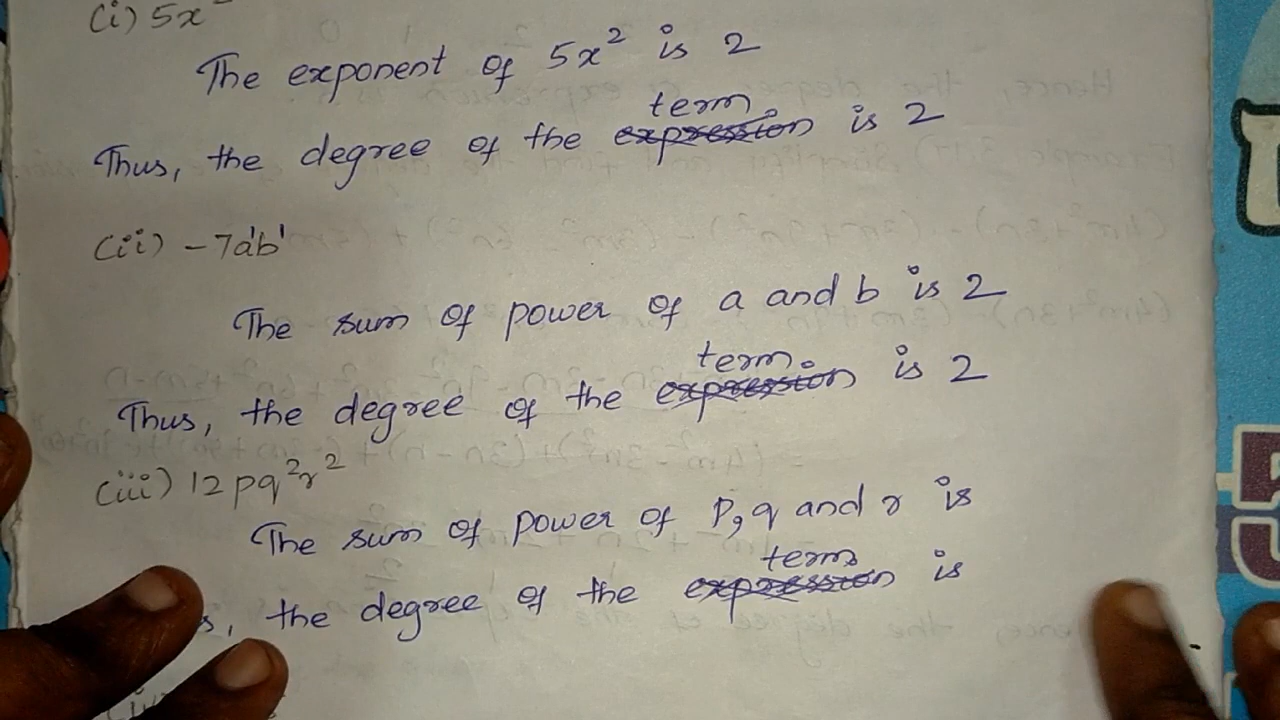 (i) 5x²
The exponent of 5x² is 2
term
Thus, the degree of the expression is 2
(ii) -7a¹b¹
The sum of power of a and b is 2
term
Thus, the degree of the expression is 2
(iii) 12pq²r²
The sum of power of p, q and r is
term
s, the degree of the expression is